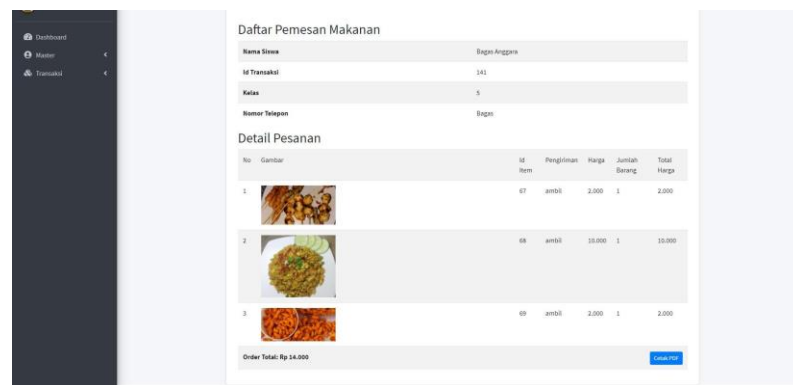 Dashboard
Master
Transaksi
Daftar Pemesan Makanan
Nama Siswa Bagas Anggara
Id Transaksi 141
Kelas 5
Nomor Telepon Bagas
Detail Pesanan
No Gambar Id Item Pengiriman Harga Jumlah Barang Total Harga
1 67 ambil 2.000 1 2.000
2 68 ambil 10.000 1 10.000
3 69 ambil 2.000 1 2.000
Order Total: Rp 14.000 Cetak PDF